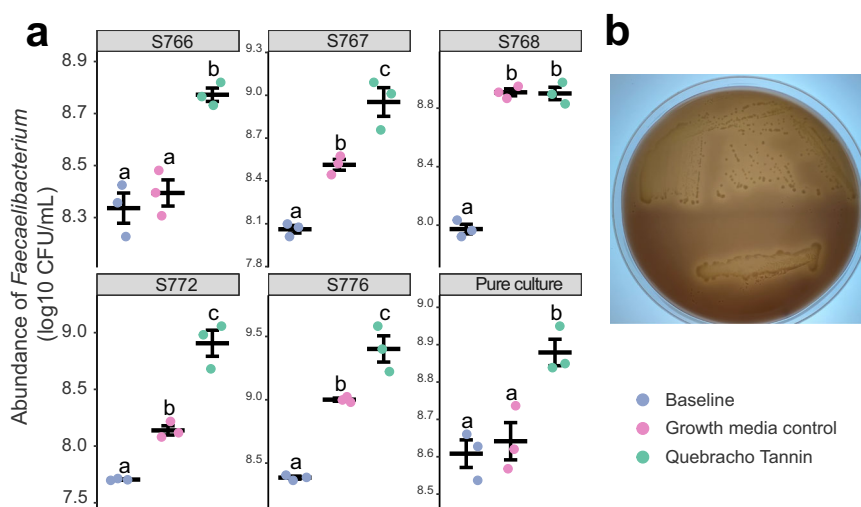 a
b
S766
S767
S768
Abundance of Faecaelibacterium
(log10 CFU/mL)
8.9
8.7
8.5
8.3
a
a
b
9.3
9.0
8.7
8.4
8.1
7.8
a
b
c
8.8
8.4
8.0
a
b
b
S772
S776
Pure culture
9.0
8.5
8.0
7.5
a
b
c
9.5
9.0
8.5
a
b
c
9.0
8.9
8.8
8.7
8.6
8.5
a
a
b
Baseline
Growth media control
Quebracho Tannin